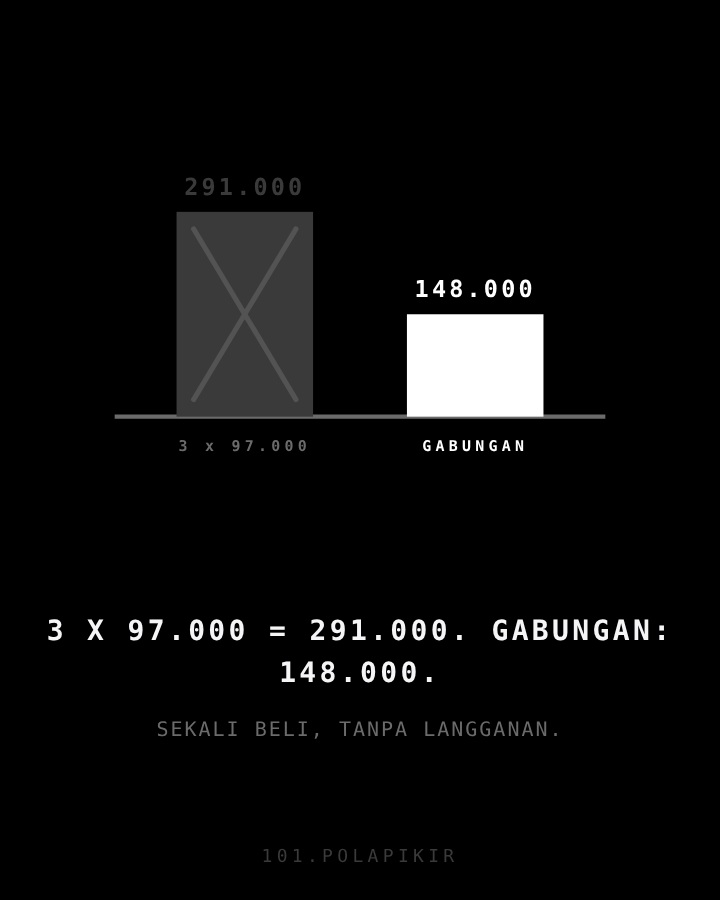 291.000
148.000
3 x 97.000
GABUNGAN
3 X 97.000 = 291.000. GABUNGAN:
148.000.
SEKALI BELI, TANPA LANGGANAN.
101.POLAPIKIR